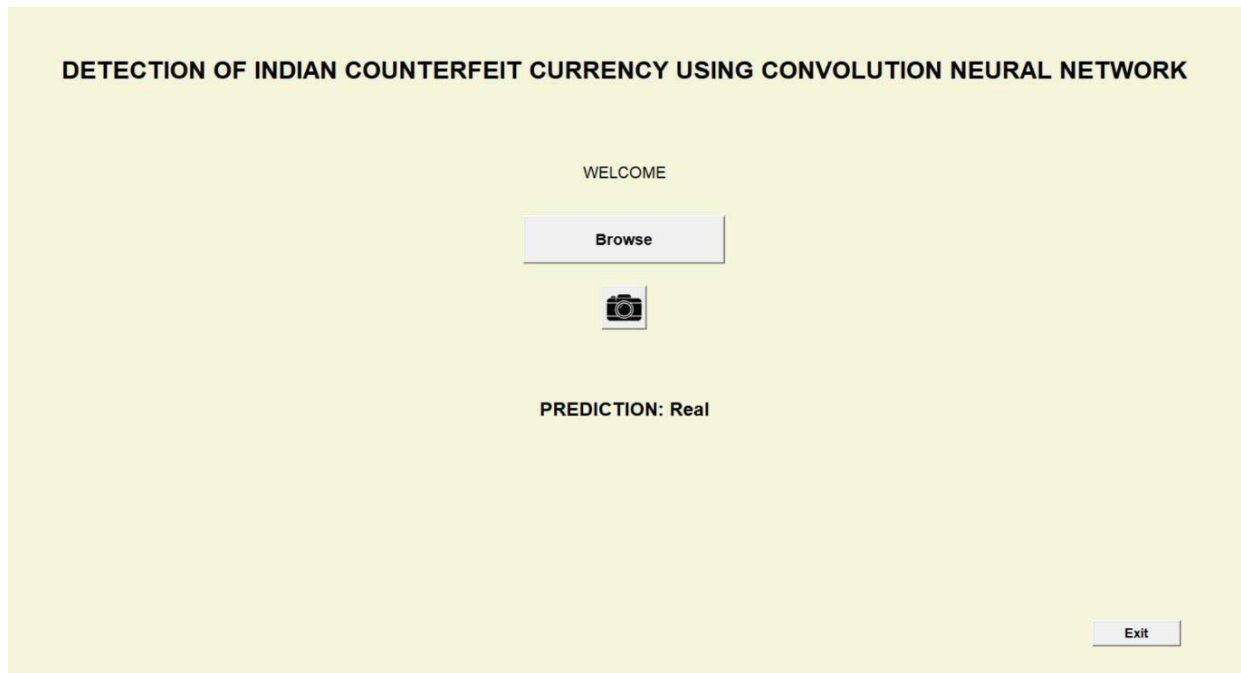 DETECTION OF INDIAN COUNTERFEIT CURRENCY USING CONVOLUTION NEURAL NETWORK
WELCOME
Browse
PREDICTION: Real
Exit